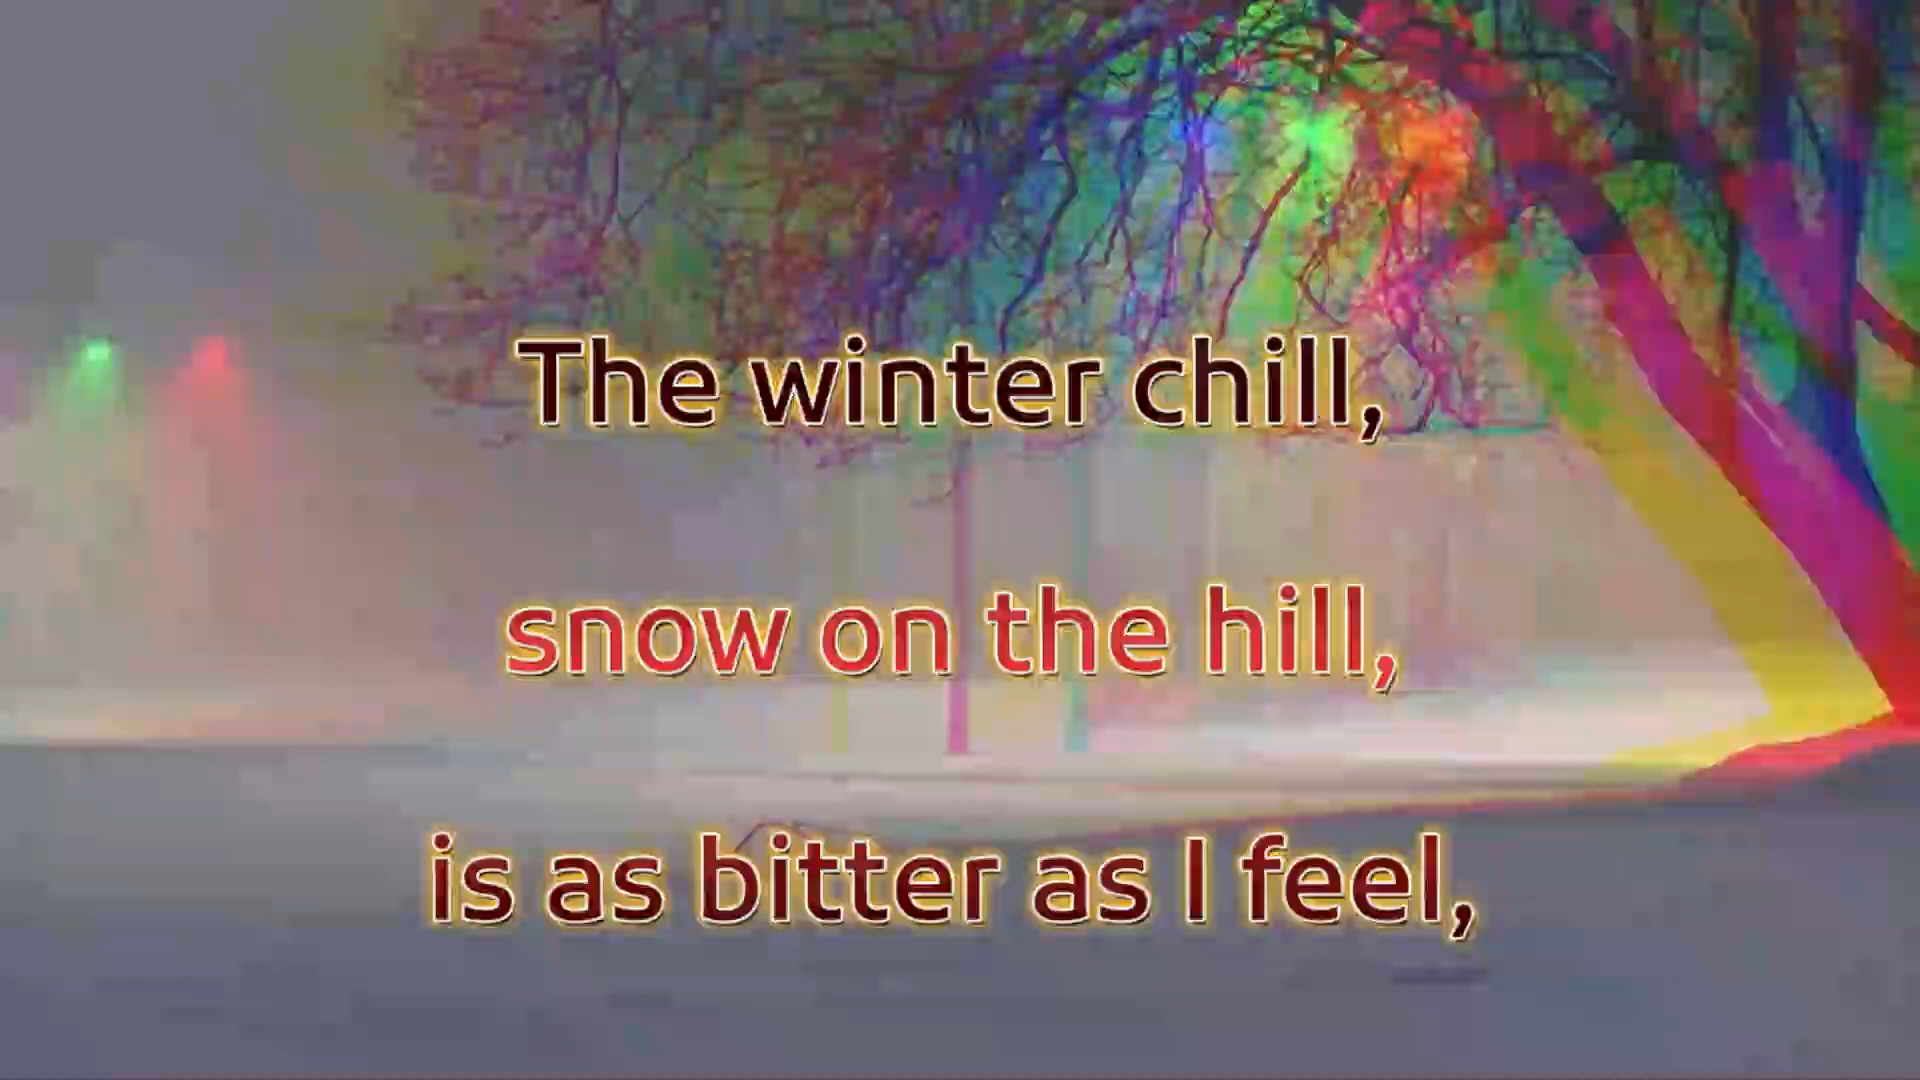 The winter chill,
snow on the hill,
is as bitter as I feel,